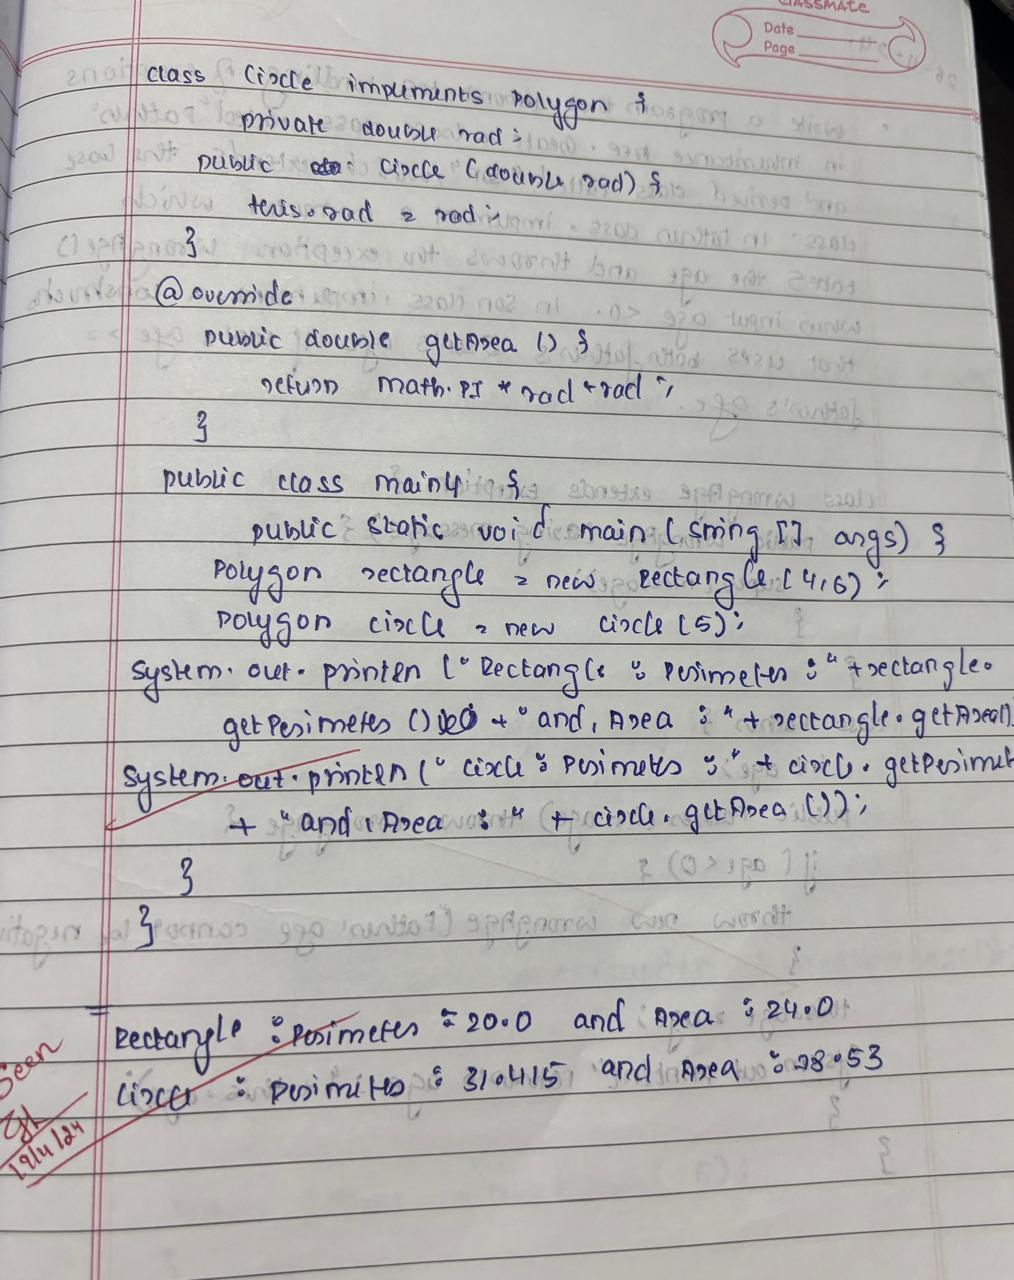 CLASSMATE
Date
Page
class Circle implements polygon {
private double rad;
public circle (double rad) {
this.rad = rad;
}
@override
public double getArea () {
return math.PI * rad * rad;
}
public class main4 {
public static void main (string [] args) {
Polygon rectangle = new Rectangle (4,6);
Polygon circle = new circle (5);
System.out.println (" Rectangle : Perimeter :" + rectangle.
getPerimeter () + " and, Area : " + rectangle.getArea()
System.out.println (" circle : Perimeter : " + circle.getPerimet
+ " and, Area : " + circle.getArea ());
}
}
=
Rectangle : Perimeter = 20.0 and Area : 24.0
Circle : Perimiter : 31.415 and Area : 78.53
Seen
19/4/24